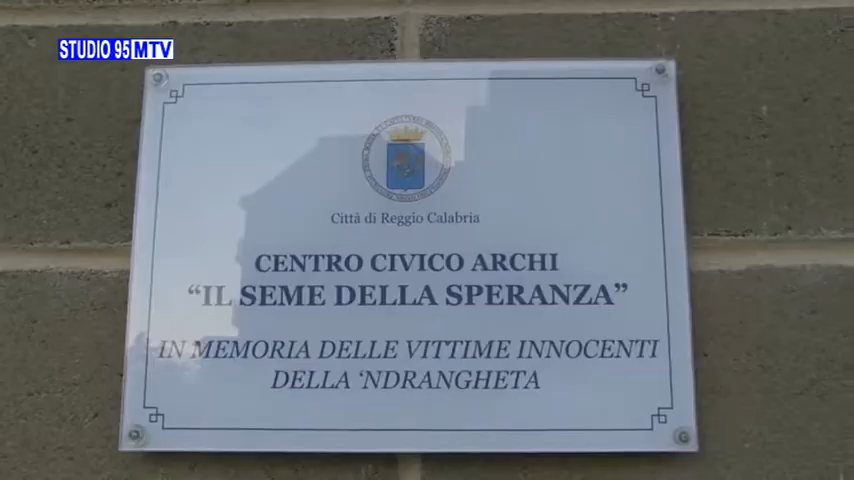 STUDIO 95 MTV
Città di Reggio Calabria
CENTRO CIVICO ARCHI
“IL SEME DELLA SPERANZA”
IN MEMORIA DELLE VITTIME INNOCENTI
DELLA ‘NDRANGHETA